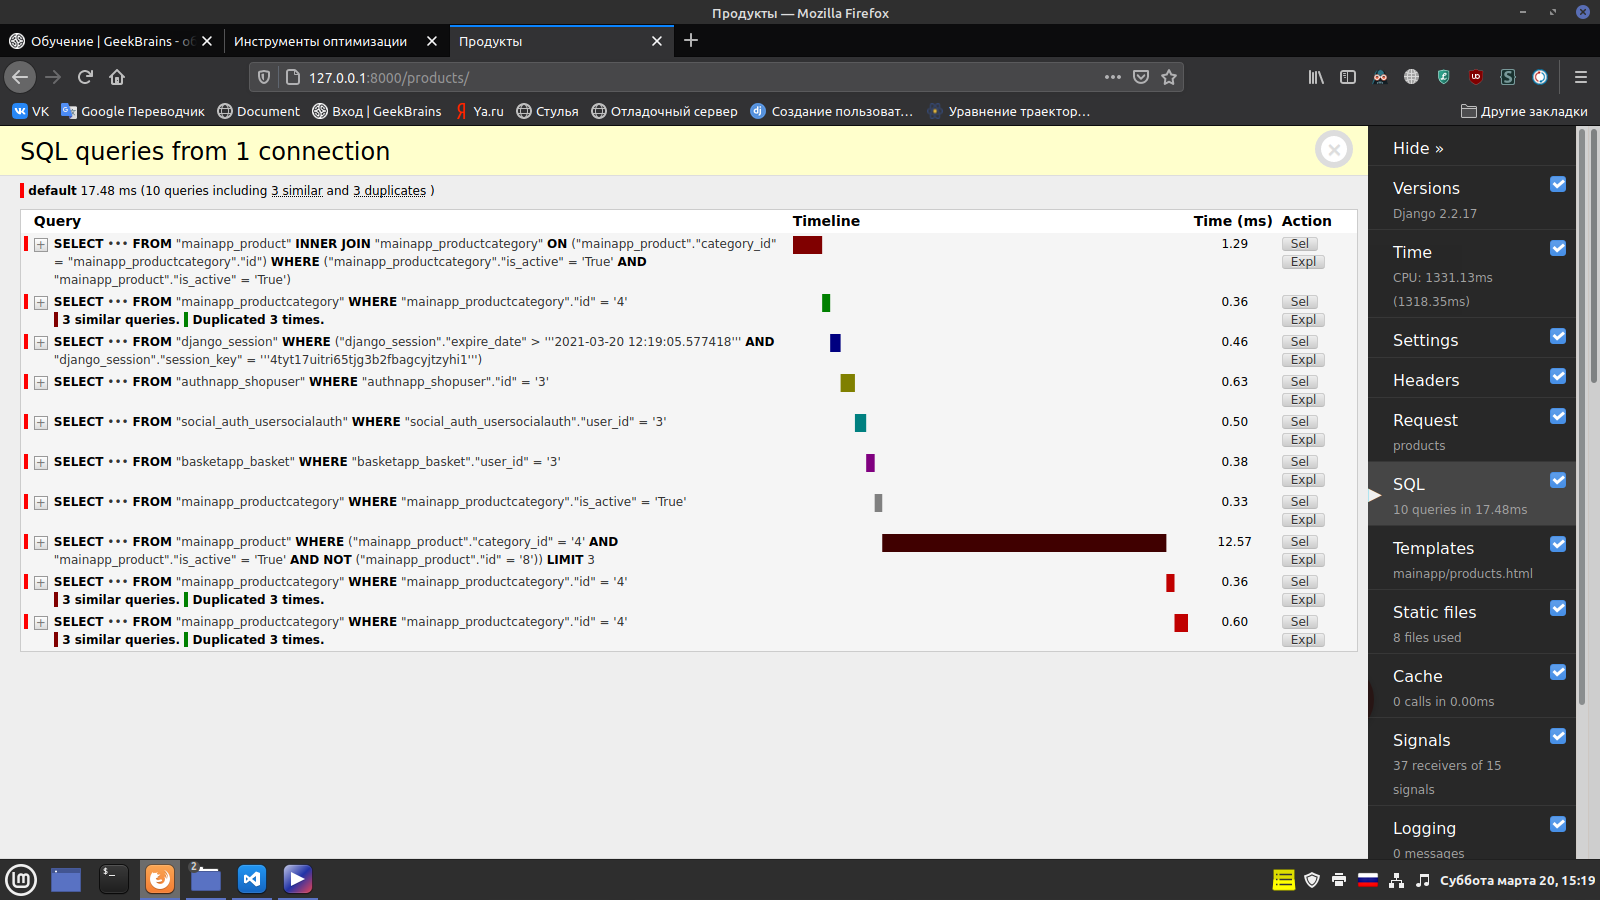 Продукты — Mozilla Firefox
Обучение | GeekBrains - об
Инструменты оптимизации
Продукты
127.0.0.1:8000/products/
VK
Google Переводчик
Document
Вход | GeekBrains
Ya.ru
Стулья
Отладочный сервер
Создание пользоват…
Уравнение траектор…
Другие закладки
SQL queries from 1 connection
default 17.48 ms (10 queries including 3 similar and 3 duplicates )
Query Timeline Time (ms) Action
SELECT ••• FROM "mainapp_product" INNER JOIN "mainapp_productcategory" ON ("mainapp_product"."category_id" 1.29 Sel
= "mainapp_productcategory"."id") WHERE ("mainapp_productcategory"."is_active" = 'True' AND Expl
"mainapp_product"."is_active" = 'True')
SELECT ••• FROM "mainapp_productcategory" WHERE "mainapp_productcategory"."id" = '4' 0.36 Sel
3 similar queries. Duplicated 3 times. Expl
SELECT ••• FROM "django_session" WHERE ("django_session"."expire_date" > '''2021-03-20 12:19:05.577418''' AND 0.46 Sel
"django_session"."session_key" = '''4tyt17uitri65tjg3b2fbagcyjtzyhi1''') Expl
SELECT ••• FROM "authnapp_shopuser" WHERE "authnapp_shopuser"."id" = '3' 0.63 Sel
Expl
SELECT ••• FROM "social_auth_usersocialauth" WHERE "social_auth_usersocialauth"."user_id" = '3' 0.50 Sel
Expl
SELECT ••• FROM "basketapp_basket" WHERE "basketapp_basket"."user_id" = '3' 0.38 Sel
Expl
SELECT ••• FROM "mainapp_productcategory" WHERE "mainapp_productcategory"."is_active" = 'True' 0.33 Sel
Expl
SELECT ••• FROM "mainapp_product" WHERE ("mainapp_product"."category_id" = '4' AND 12.57 Sel
"mainapp_product"."is_active" = 'True' AND NOT ("mainapp_product"."id" = '8')) LIMIT 3 Expl
SELECT ••• FROM "mainapp_productcategory" WHERE "mainapp_productcategory"."id" = '4' 0.36 Sel
3 similar queries. Duplicated 3 times. Expl
SELECT ••• FROM "mainapp_productcategory" WHERE "mainapp_productcategory"."id" = '4' 0.60 Sel
3 similar queries. Duplicated 3 times. Expl
Hide »
Versions
Django 2.2.17
Time
CPU: 1331.13ms
(1318.35ms)
Settings
Headers
Request
products
SQL
10 queries in 17.48ms
Templates
mainapp/products.html
Static files
8 files used
Cache
0 calls in 0.00ms
Signals
37 receivers of 15
signals
Logging
0 messages
2
Суббота марта 20, 15:19